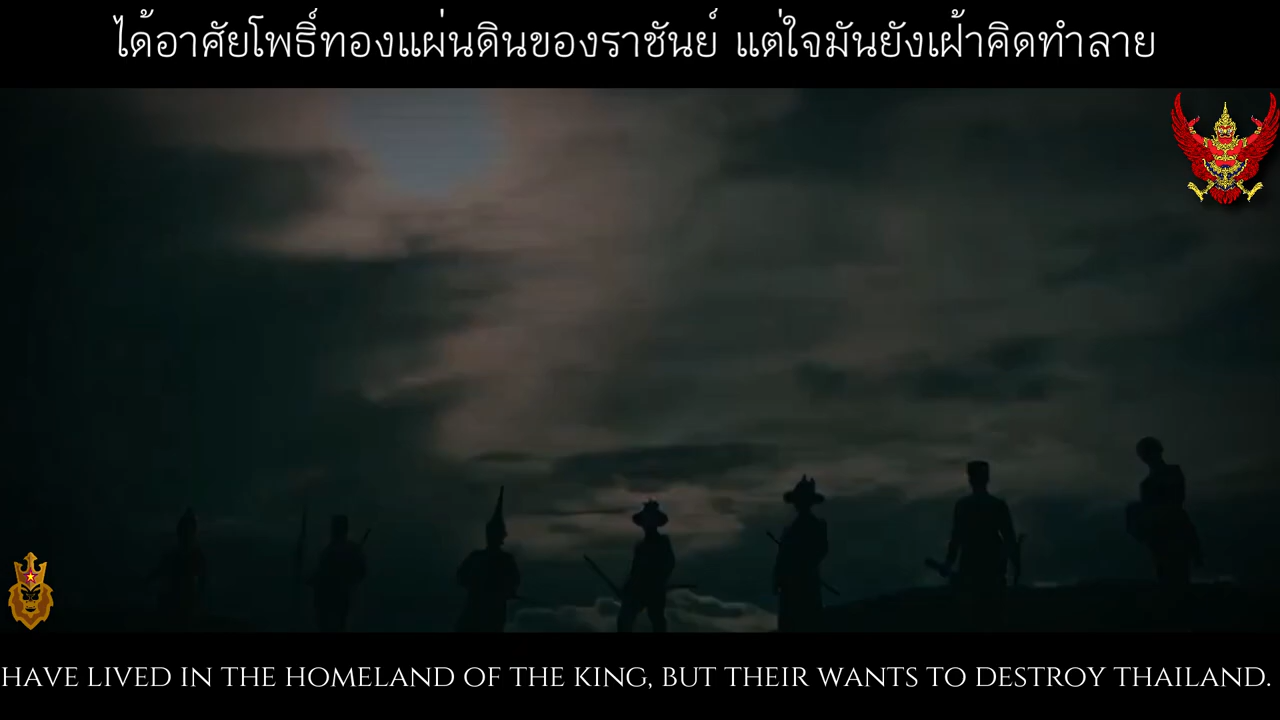 ได้อาศัยโพธิ์ทองแผ่นดินของราชันย์ แต่ใจมันยังเฝ้าคิดทำลาย
HAVE LIVED IN THE HOMELAND OF THE KING, BUT THEIR WANTS TO DESTROY THAILAND.